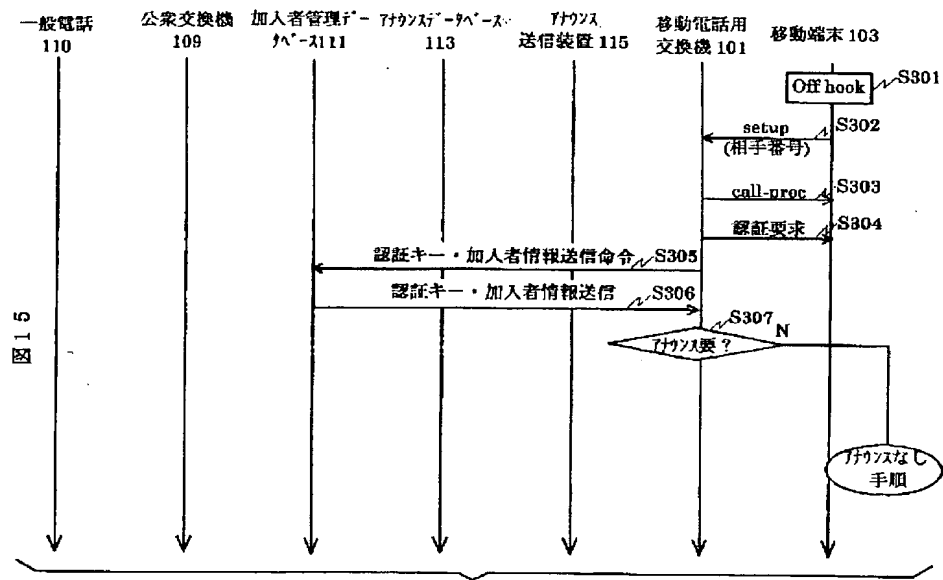 一般電話
110
公衆交換機
109
加入者管理デー
タベース111
アナウンスデータベース
113
アナウンス
送信装置 115
移動電話用
交換機 101
移動端末 103
Off hook
S301
setup
S302
(相手番号)
call-proc
S303
認証要求
S304
認証キー・加入者情報送信命令
S305
認証キー・加入者情報送信
S306
S307
アナウンス要?
N
アナウンスなし
手順
図15